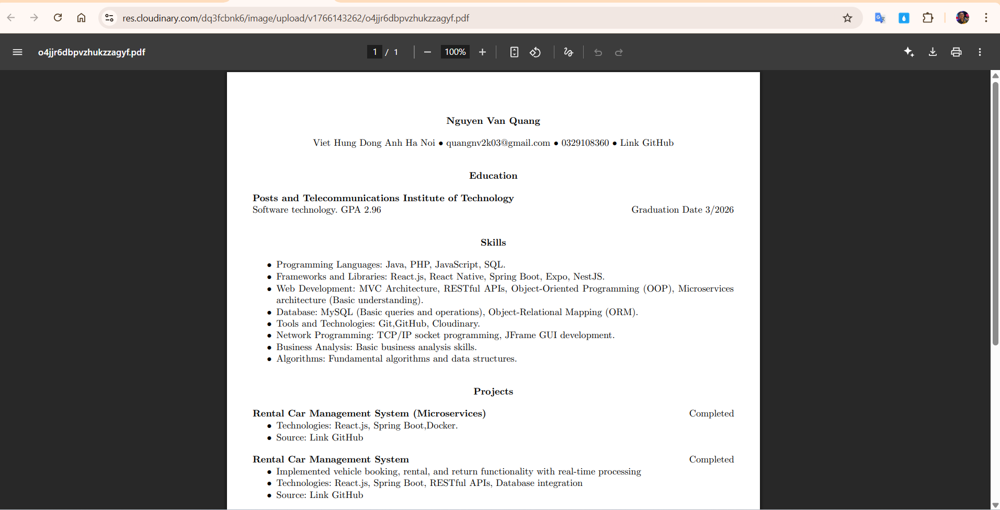 res.cloudinary.com/dq3fcbnk6/image/upload/v1766143262/o4jjr6dbpvzhukzzagyf.pdf
o4jjr6dbpvzhukzzagyf.pdf
1 / 1
100%
Nguyen Van Quang
Viet Hung Dong Anh Ha Noi • quangnv2k03@gmail.com • 0329108360 • Link GitHub
Education
Posts and Telecommunications Institute of Technology
Software technology. GPA 2.96 Graduation Date 3/2026
Skills
• Programming Languages: Java, PHP, JavaScript, SQL.
• Frameworks and Libraries: React.js, React Native, Spring Boot, Expo, NestJS.
• Web Development: MVC Architecture, RESTful APIs, Object-Oriented Programming (OOP), Microservices
architecture (Basic understanding).
• Database: MySQL (Basic queries and operations), Object-Relational Mapping (ORM).
• Tools and Technologies: Git,GitHub, Cloudinary.
• Network Programming: TCP/IP socket programming, JFrame GUI development.
• Business Analysis: Basic business analysis skills.
• Algorithms: Fundamental algorithms and data structures.
Projects
Rental Car Management System (Microservices) Completed
• Technologies: React.js, Spring Boot,Docker.
• Source: Link GitHub
Rental Car Management System Completed
• Implemented vehicle booking, rental, and return functionality with real-time processing
• Technologies: React.js, Spring Boot, RESTful APIs, Database integration
• Source: Link GitHub